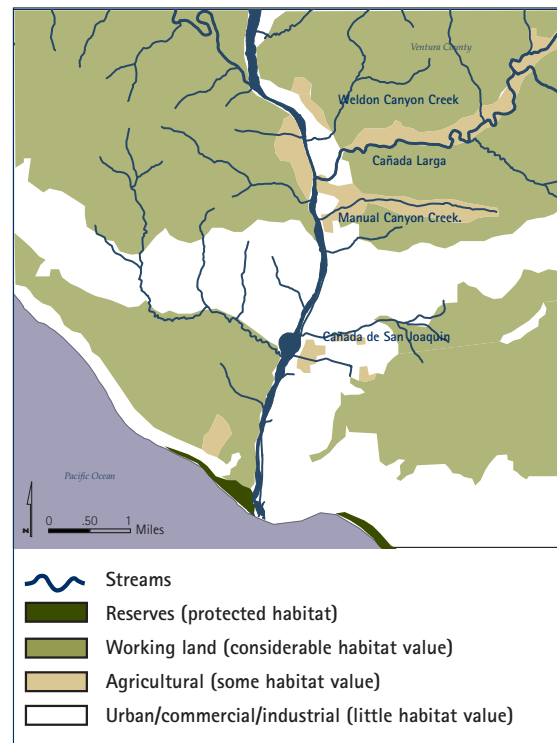 Ventura County
Weldon Canyon Creek
Cañada Larga
Manual Canyon Creek.
Cañada de San Joaquin
Pacific Ocean
N
0 .50 1
Miles
Streams
Reserves (protected habitat)
Working land (considerable habitat value)
Agricultural (some habitat value)
Urban/commercial/industrial (little habitat value)